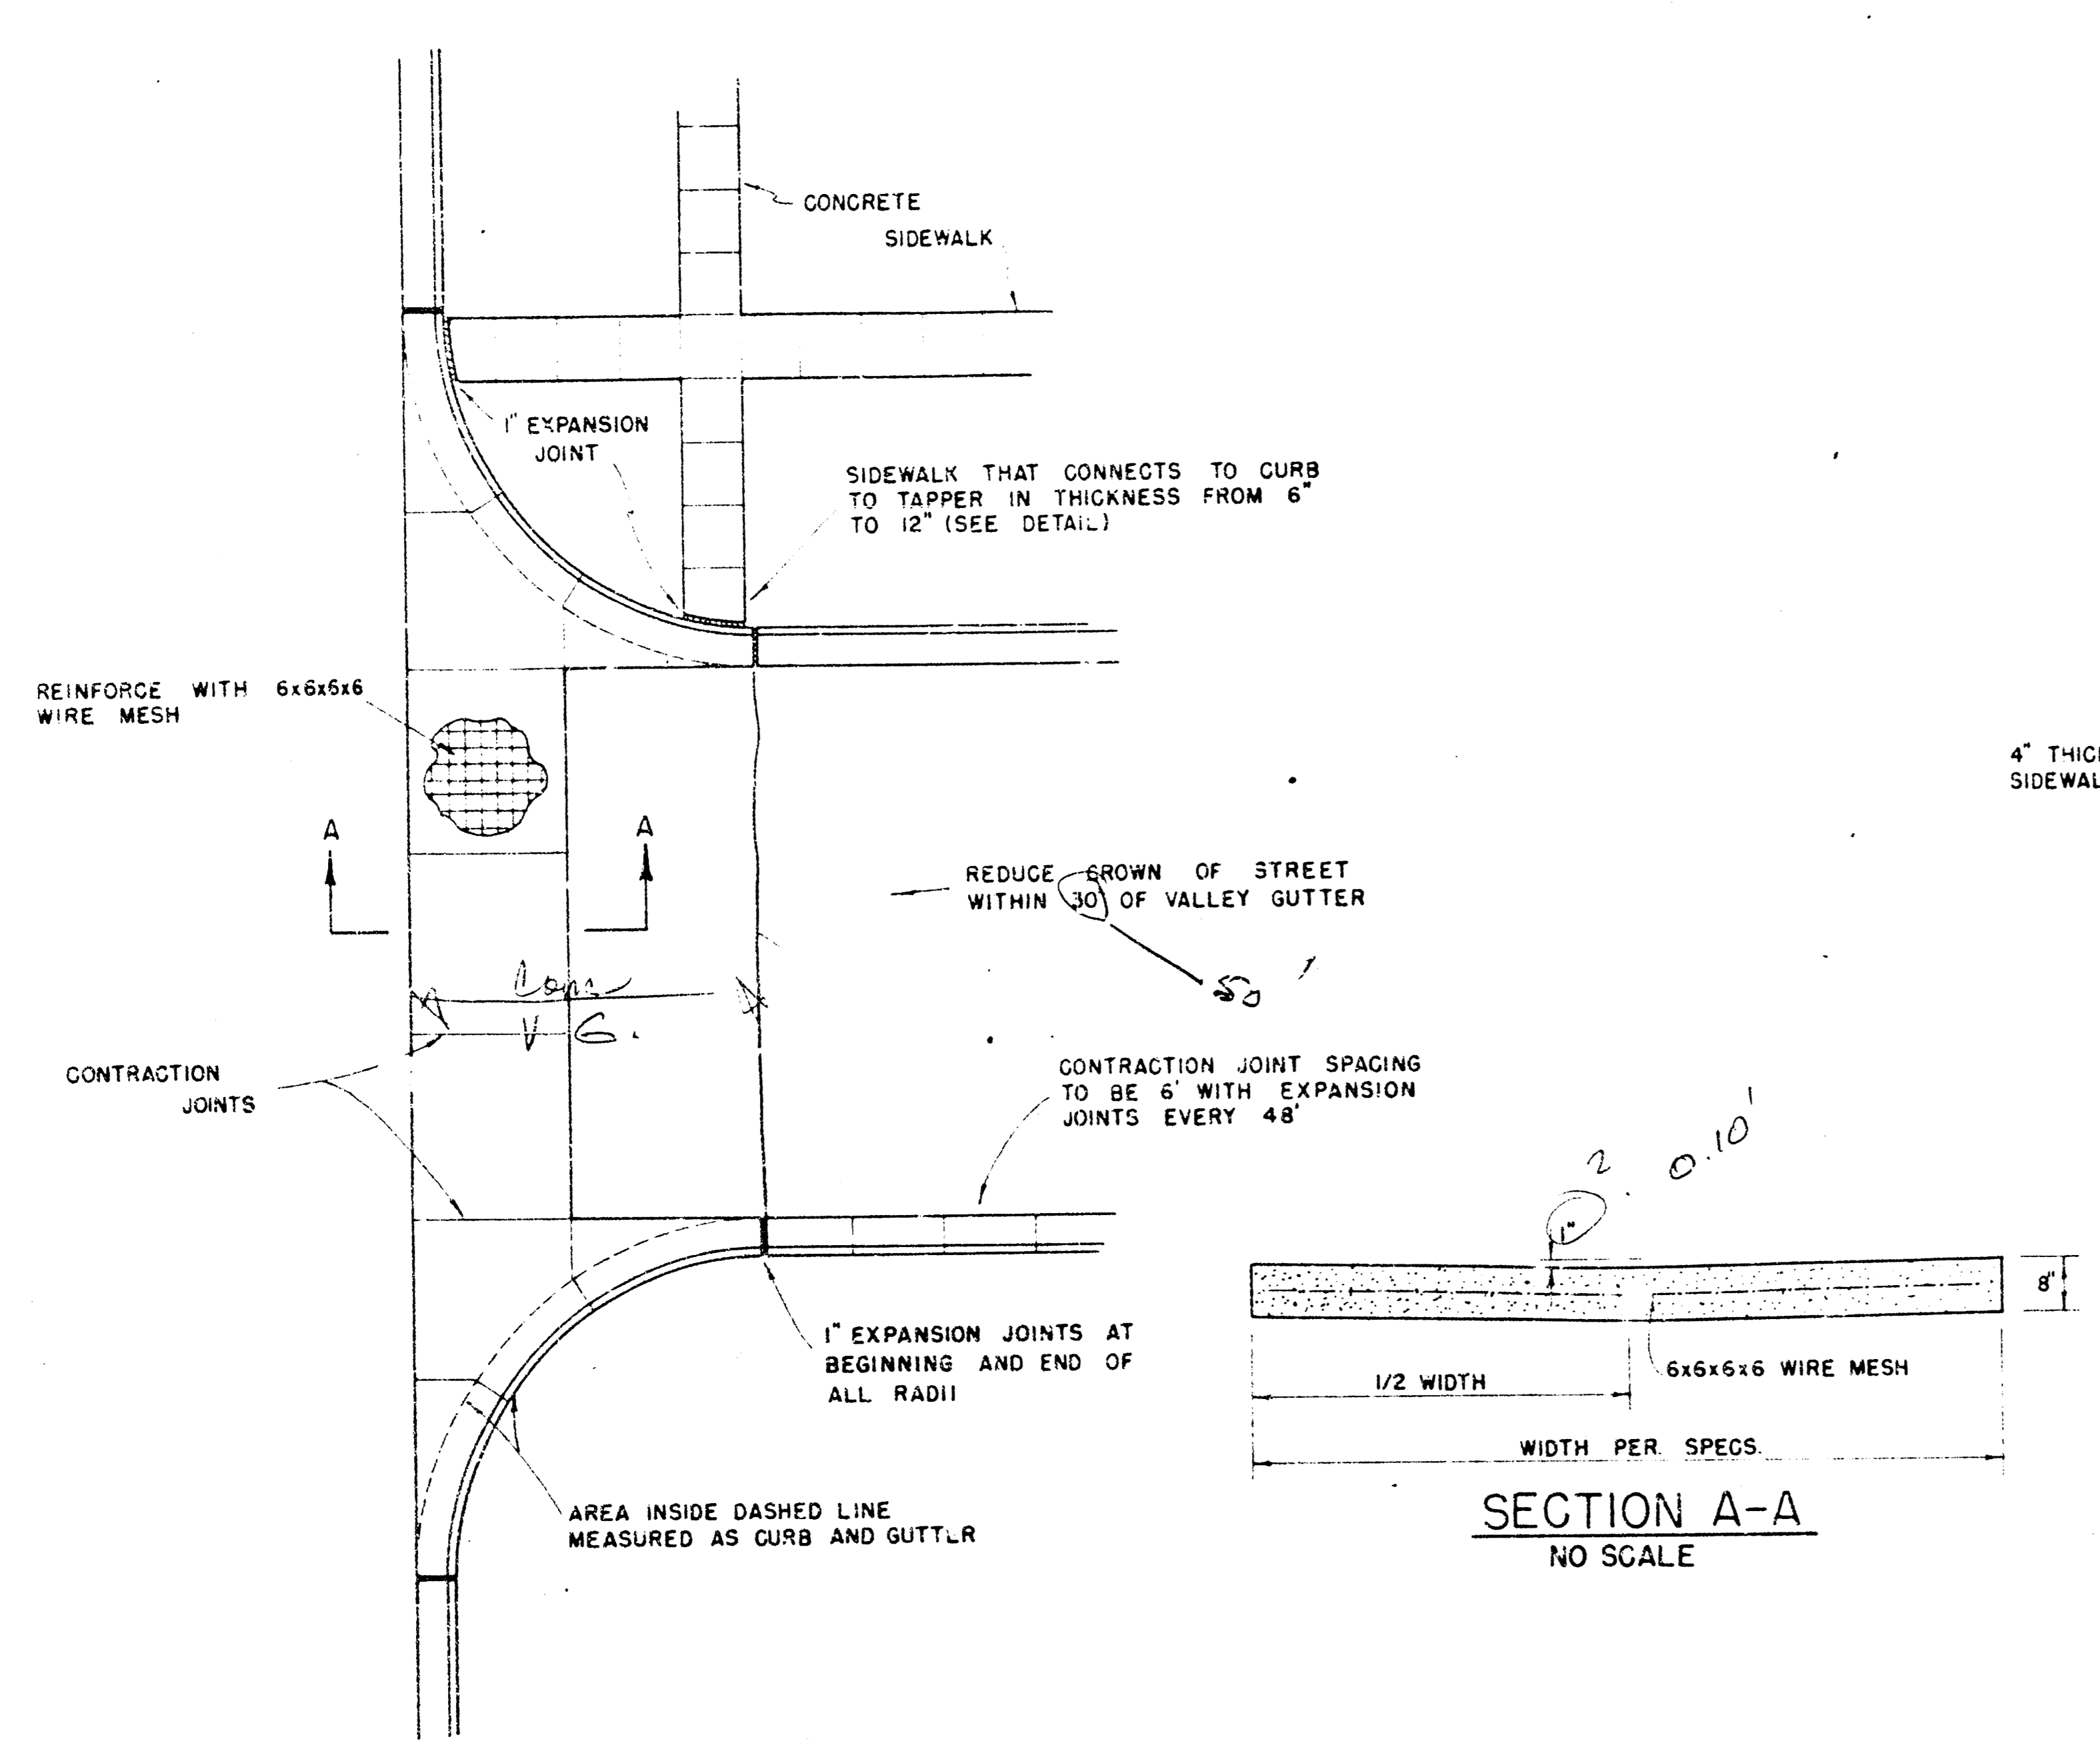 CONCRETE
SIDEWALK
1" EXPANSION
JOINT
SIDEWALK THAT CONNECTS TO CURB
TO TAPPER IN THICKNESS FROM 6"
TO 12" (SEE DETAIL)
REINFORCE WITH 6x6x6x6
WIRE MESH
4" THIC
SIDEWAL
A A
REDUCE CROWN OF STREET
WITHIN 30' OF VALLEY GUTTER
50'
Conc
V G.
CONTRACTION
JOINTS
CONTRACTION JOINT SPACING
TO BE 6' WITH EXPANSION
JOINTS EVERY 48'
2
0.10'
1"
8"
1" EXPANSION JOINTS AT
BEGINNING AND END OF
ALL RADII
6x6x6x6 WIRE MESH
1/2 WIDTH
WIDTH PER. SPECS.
AREA INSIDE DASHED LINE
MEASURED AS CURB AND GUTTER
SECTION A-A
NO SCALE